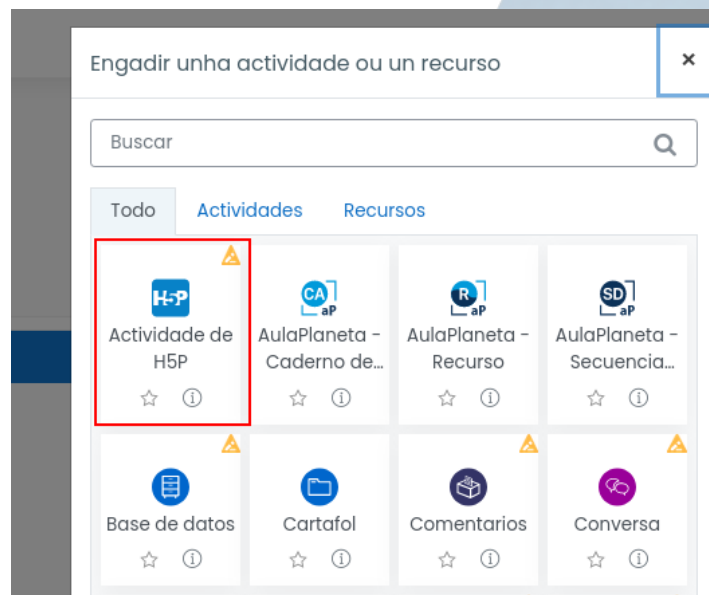 Engadir unha actividade ou un recurso
×
Buscar
Todo Actividades Recursos
H5P CA aP R aP SD aP
Actividade de AulaPlaneta - AulaPlaneta - AulaPlaneta -
H5P Caderno de... Recurso Secuencia...
Base de datos Cartafol Comentarios Conversa